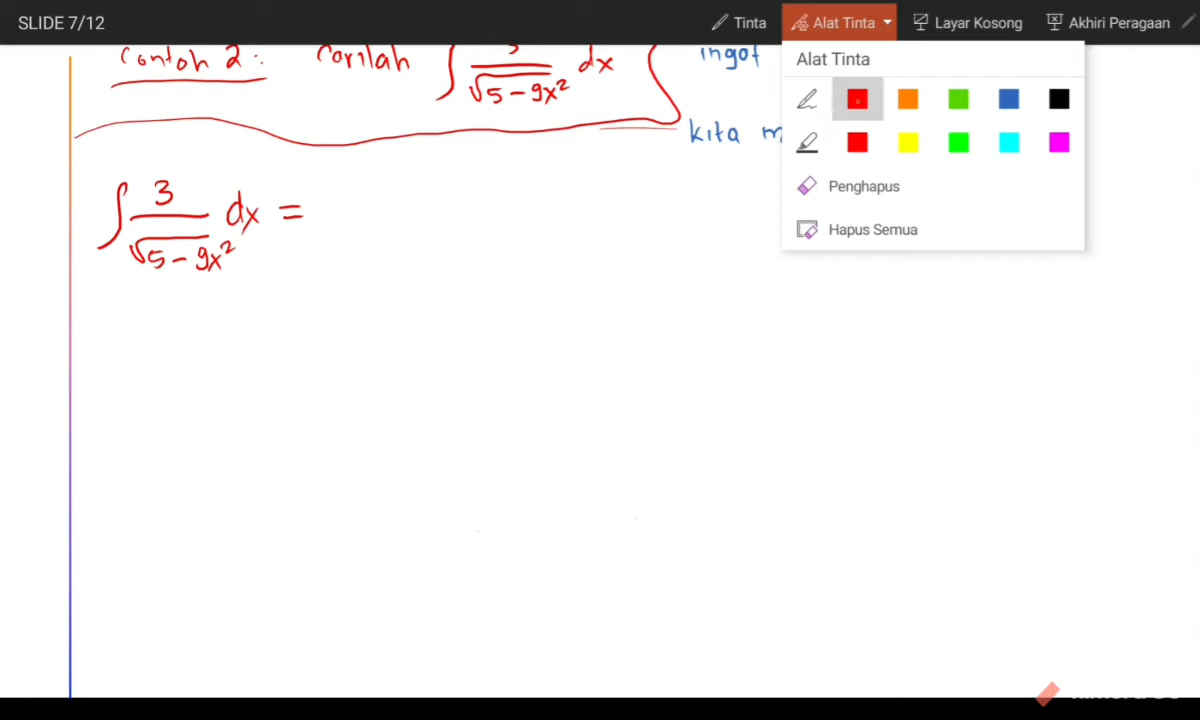 SLIDE 7/12
Tinta
Alat Tinta
Layar Kosong
Akhiri Peragaan
Alat Tinta
Penghapus
Hapus Semua
Contoh 2 : Carilah ∫ 3/√5 - 9x² dx
ingat
kita
∫ 3/√5 - 9x² dx =